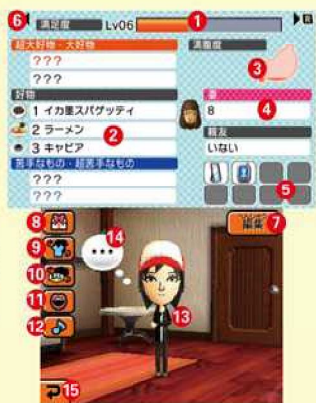 6 満足度 Lv06 1 R
超大好物・大好物
???
???
満腹度
3
好物
1 イカ墨スパゲッティ
2 ラーメン
3 キャビア
2
妻
4
8
苦手なもの・超苦手なもの
???
???
親友
いない
5
8
9
10
11
12
14
…
7
編集
13
15